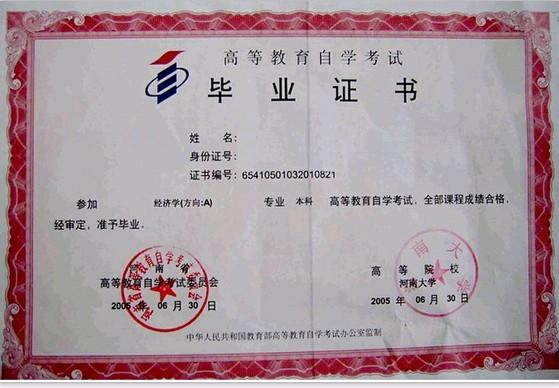 高等教育自学考试
毕业证书
姓 名:
身份证号:
证书编号: 65410501032010821
参加 经济学(方向:A) 专业 本科 高等教育自学考试, 全部课程成绩合格,
经审定, 准予毕业。
河南省
高等教育自学考试委员会
2005 年 06 月 30 日
高等院校
河南大学
2005 年 06 月 30 日
中华人民共和国教育部高等教育自学考试办公室监制